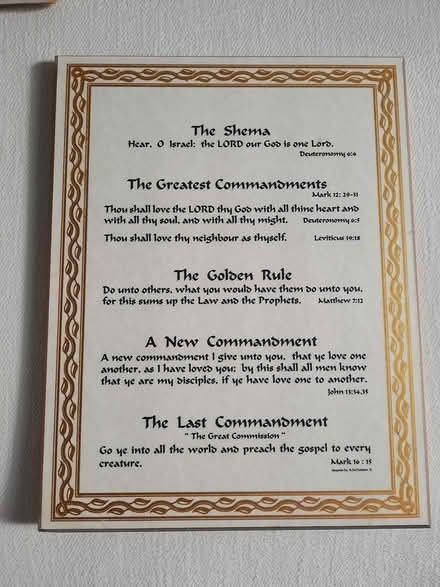 The Shema
Hear, O Israel: the LORD our God is one Lord.
Deuteronomy 6:4
The Greatest Commandments
Mark 12: 29-31
Thou shall love the LORD thy God with all thine heart and
with all thy soul, and with all thy might. Deuteronomy 6:5
Thou shall love thy neighbour as thyself. Leviticus 19:18
The Golden Rule
Do unto others, what you would have them do unto you,
for this sums up the Law and the Prophets. Matthew 7:12
A New Commandment
A new commandment I give unto you, that ye love one
another, as I have loved you: by this shall all men know
that ye are my disciples, if ye have love one to another.
John 13:34,35
The Last Commandment
" The Great Commission "
Go ye into all the world and preach the gospel to every
creature. Mark 16 : 15